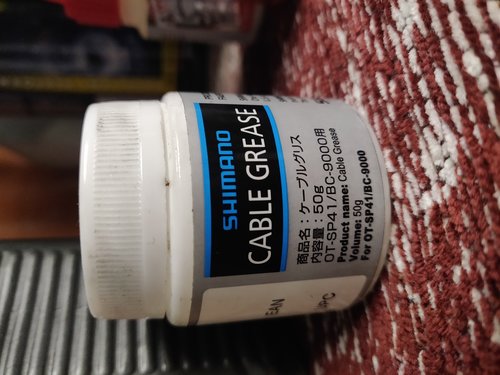 SHIMANO
CABLE GREASE
商品名：ケーブルグリス
内容量：50g
OT-SP41/BC-9000用
Product name: Cable Grease
Volume: 50g
For OT-SP41/BC-9000
EAN